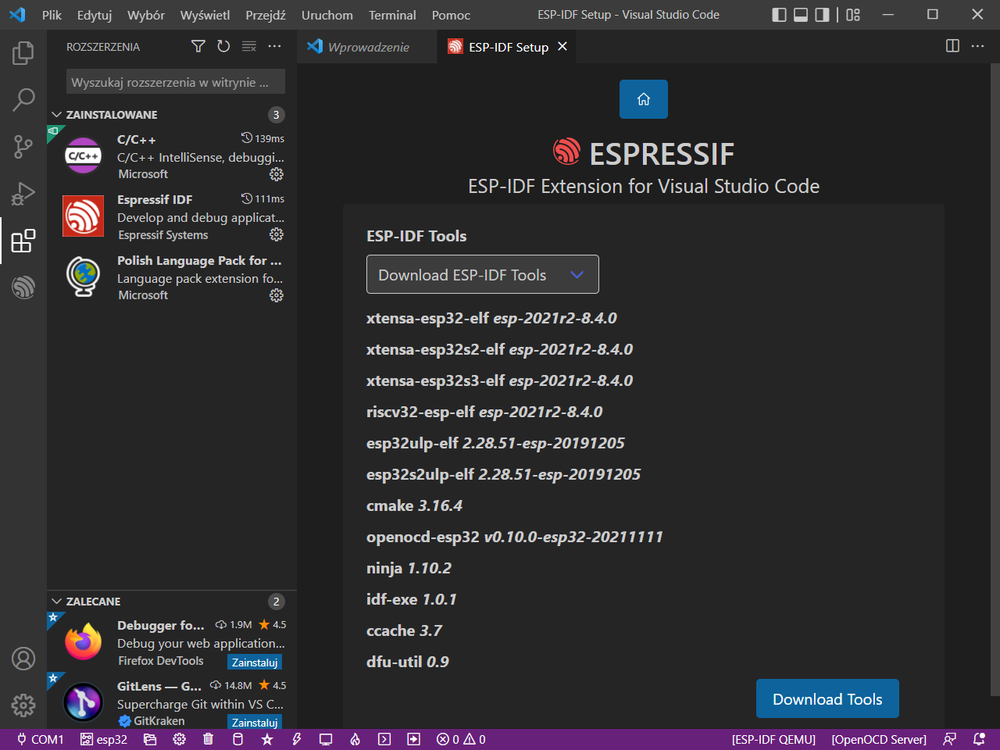 Plik Edytuj Wybór Wyświetl Przejdź Uruchom Terminal Pomoc ESP-IDF Setup - Visual Studio Code
ROZSZERZENIA
Wprowadzenie ESP-IDF Setup
Wyszukaj rozszerzenia w witrynie ...
ZAINSTALOWANE 3
C/C++ 139ms
C/C++ IntelliSense, debuggi...
Microsoft
C/C++
Espressif IDF 111ms
Develop and debug applicat...
Espressif Systems
Polish Language Pack for ...
Language pack extension fo...
Microsoft
ZALECANE 2
Debugger fo... 1.9M 4.5
Debug your web application...
Firefox DevTools Zainstaluj
GitLens — G... 14.8M 4.5
Supercharge Git within VS C...
GitKraken Zainstaluj
ESPRESSIF
ESP-IDF Extension for Visual Studio Code
ESP-IDF Tools
Download ESP-IDF Tools
xtensa-esp32-elf esp-2021r2-8.4.0
xtensa-esp32s2-elf esp-2021r2-8.4.0
xtensa-esp32s3-elf esp-2021r2-8.4.0
riscv32-esp-elf esp-2021r2-8.4.0
esp32ulp-elf 2.28.51-esp-20191205
esp32s2ulp-elf 2.28.51-esp-20191205
cmake 3.16.4
openocd-esp32 v0.10.0-esp32-20211111
ninja 1.10.2
idf-exe 1.0.1
ccache 3.7
dfu-util 0.9
Download Tools
COM1 esp32 0 0 [ESP-IDF QEMU] [OpenOCD Server]